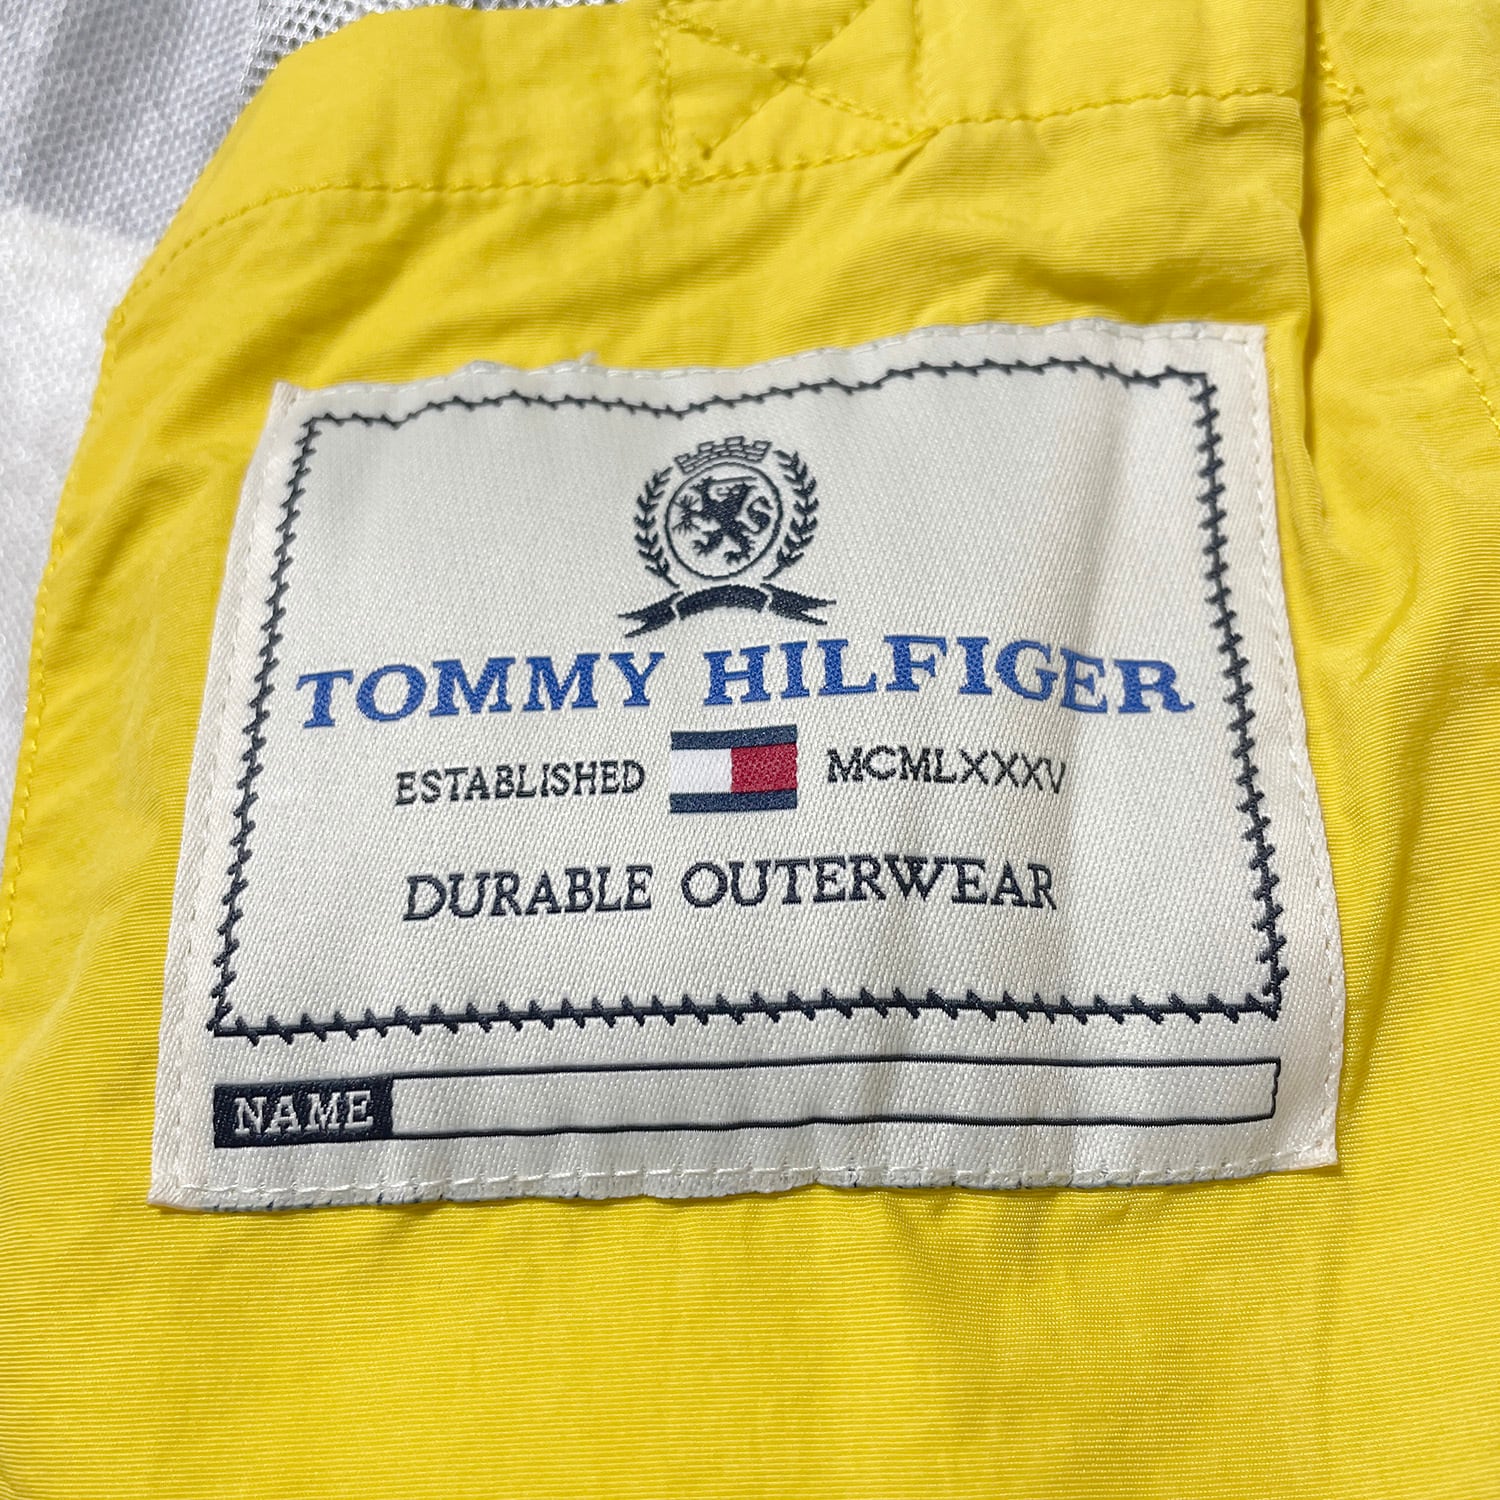 TOMMY HILFIGER
ESTABLISHED MCMLXXXV
DURABLE OUTERWEAR
NAME